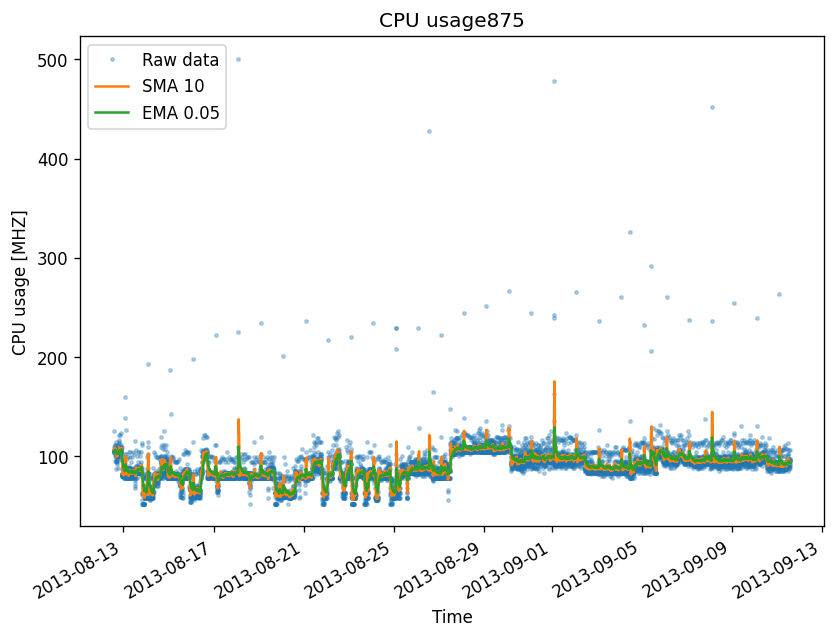 CPU usage875
Raw data
SMA 10
EMA 0.05
CPU usage [MHZ]
500
400
300
200
100
2013-08-13
2013-08-17
2013-08-21
2013-08-25
2013-08-29
2013-09-01
2013-09-05
2013-09-09
2013-09-13
Time